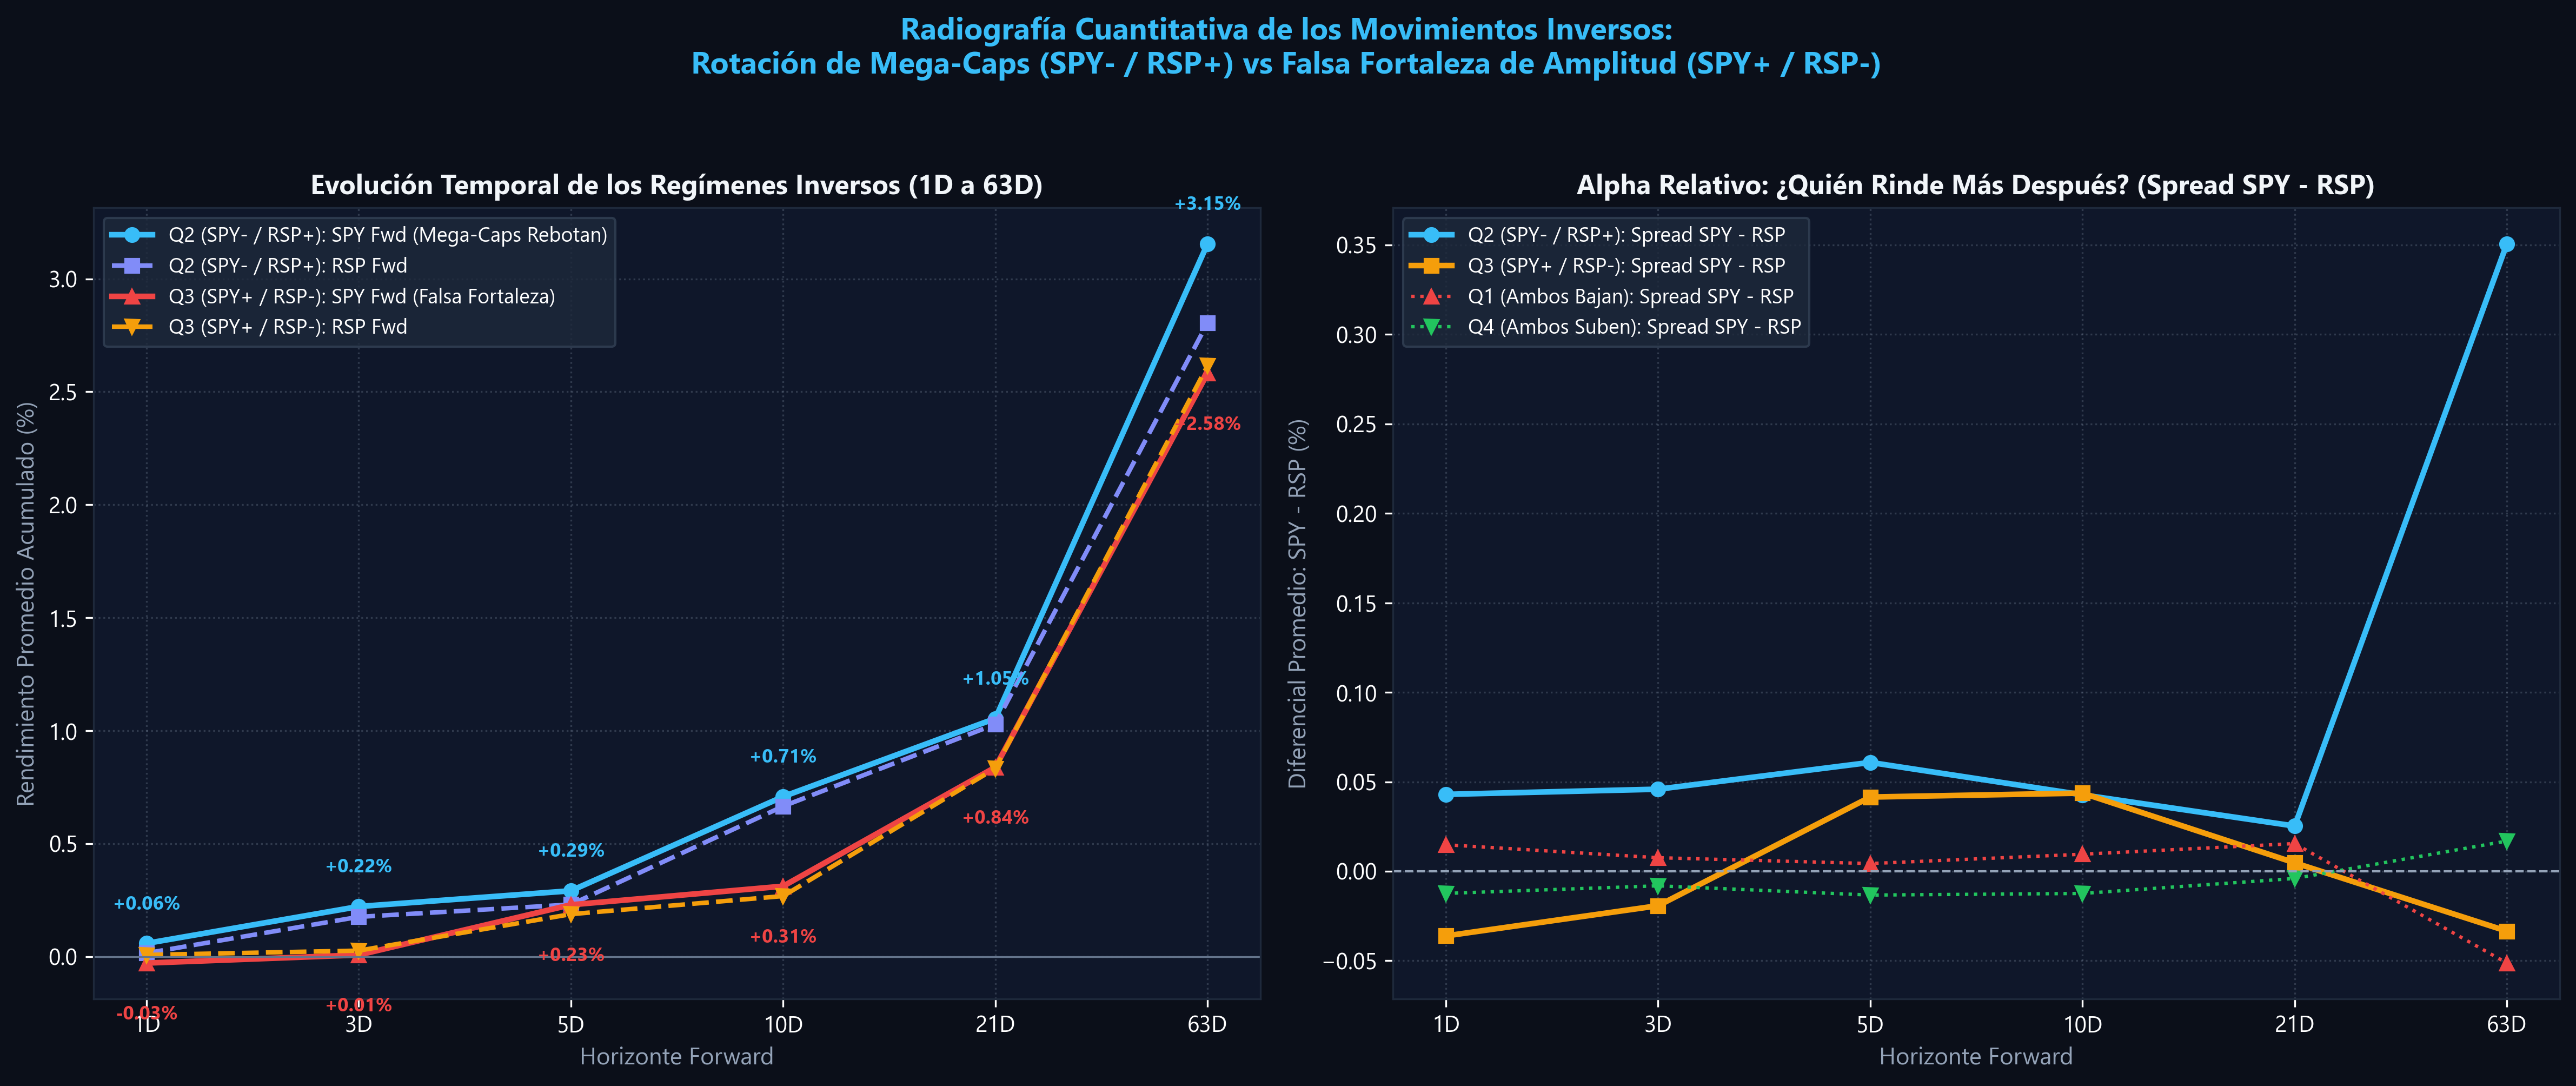 Radiografía Cuantitativa de los Movimientos Inversos:
Rotación de Mega-Caps (SPY- / RSP+) vs Falsa Fortaleza de Amplitud (SPY+ / RSP-)
Evolución Temporal de los Regímenes Inversos (1D a 63D)
Q2 (SPY- / RSP+): SPY Fwd (Mega-Caps Rebotan)
Q2 (SPY- / RSP+): RSP Fwd
Q3 (SPY+ / RSP-): SPY Fwd (Falsa Fortaleza)
Q3 (SPY+ / RSP-): RSP Fwd
Rendimiento Promedio Acumulado (%)
3.0
2.5
2.0
1.5
1.0
0.5
0.0
+0.06%
+0.22%
+0.29%
+0.71%
+1.05%
+3.15%
-0.03%
+0.01%
+0.23%
+0.31%
+0.84%
+2.58%
1D
3D
5D
10D
21D
63D
Horizonte Forward
Alpha Relativo: ¿Quién Rinde Más Después? (Spread SPY - RSP)
Q2 (SPY- / RSP+): Spread SPY - RSP
Q3 (SPY+ / RSP-): Spread SPY - RSP
Q1 (Ambos Bajan): Spread SPY - RSP
Q4 (Ambos Suben): Spread SPY - RSP
Diferencial Promedio: SPY - RSP (%)
0.35
0.30
0.25
0.20
0.15
0.10
0.05
0.00
−0.05
1D
3D
5D
10D
21D
63D
Horizonte Forward